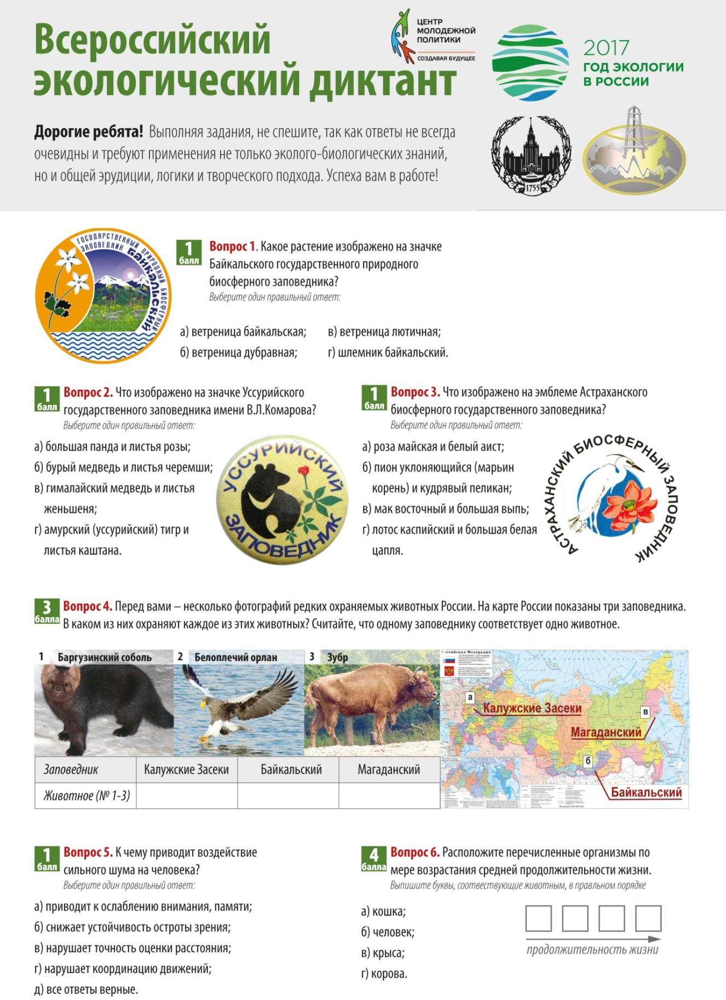 Всероссийский
экологический диктант
ЦЕНТР
МОЛОДЕЖНОЙ
ПОЛИТИКИ
СОЗДАВАЯ БУДУЩЕЕ
2017
ГОД ЭКОЛОГИИ
В РОССИИ
1755
Дорогие ребята! Выполняя задания, не спешите, так как ответы не всегда
очевидны и требуют применения не только эколого-биологических знаний,
но и общей эрудиции, логики и творческого подхода. Успеха вам в работе!
ГОСУДАРСТВЕННЫЙ ПРИРОДНЫЙ БИОСФЕРНЫЙ
ЗАПОВЕДНИК БАЙКАЛЬСКИЙ
1
балл
Вопрос 1. Какое растение изображено на значке
Байкальского государственного природного
биосферного заповедника?
Выберите один правильный ответ:
а) ветреница байкальская;
б) ветреница дубравная;
в) ветреница лютичная;
г) шлемник байкальский.
1
балл
Вопрос 2. Что изображено на значке Уссурийского
государственного заповедника имени В.Л.Комарова?
Выберите один правильный ответ:
а) большая панда и листья розы;
б) бурый медведь и листья черемши;
в) гималайский медведь и листья
женьшеня;
г) амурский (уссурийский) тигр и
листья каштана.
УССУРИЙСКИЙ
ЗАПОВЕДНИК
1
балл
Вопрос 3. Что изображено на эмблеме Астраханского
биосферного государственного заповедника?
Выберите один правильный ответ:
а) роза майская и белый аист;
б) пион уклоняющийся (марьин
корень) и кудрявый пеликан;
в) мак восточный и большая выпь;
г) лотос каспийский и большая белая
цапля.
АСТРАХАНСКИЙ БИОСФЕРНЫЙ ЗАПОВЕДНИК
3
балла
Вопрос 4. Перед вами – несколько фотографий редких охраняемых животных России. На карте России показаны три заповедника.
В каком из них охраняют каждое из этих животных? Считайте, что одному заповеднику соответствует одно животное.
1 Баргузинский соболь
2 Белоплечий орлан
3 Зубр
Российская Федерация
а
Калужские Засеки
в
Магаданский
б
Байкальский
Заповедник Калужские Засеки Байкальский Магаданский
Животное (№ 1-3)
1
балл
Вопрос 5. К чему приводит воздействие
сильного шума на человека?
Выберите один правильный ответ:
а) приводит к ослаблению внимания, памяти;
б) снижает устойчивость остроты зрения;
в) нарушает точность оценки расстояния;
г) нарушает координацию движений;
д) все ответы верные.
4
балла
Вопрос 6. Расположите перечисленные организмы по
мере возрастания средней продолжительности жизни.
Выпишите буквы, соотвествующие животным, в правльном порядке
а) кошка;
б) человек;
в) крыса;
г) корова.
продолжительность жизни